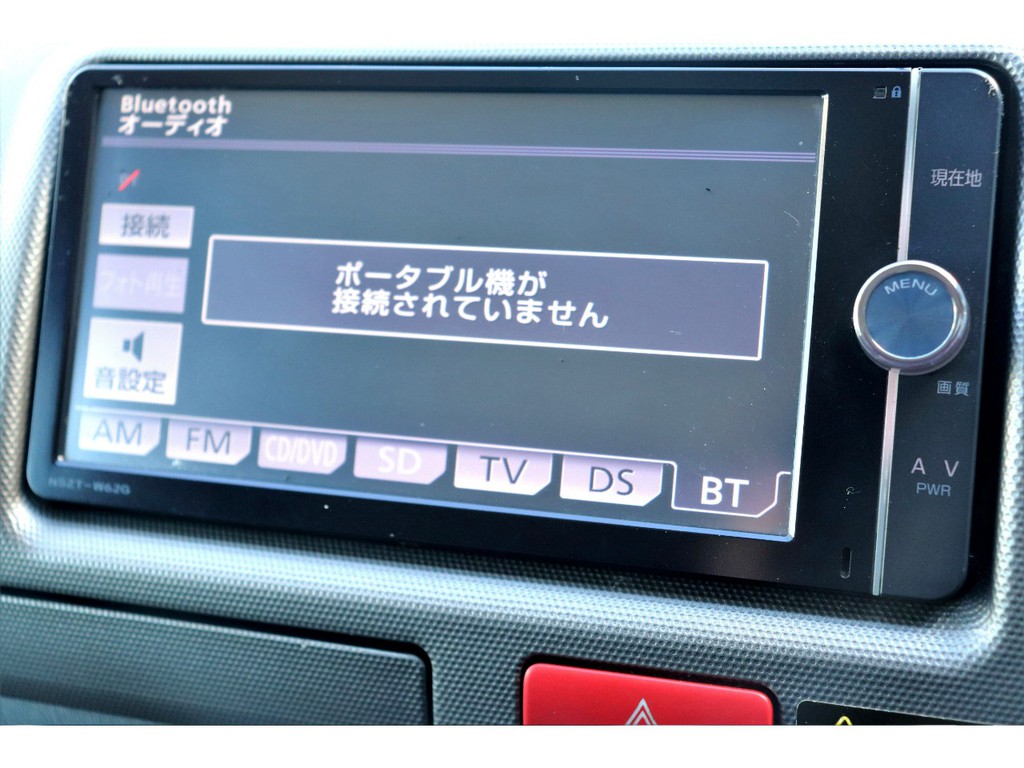 Bluetooth
オーディオ
現在地
接続
ポータブル機が
接続されていません
フォト再生
MENU
音設定
画質
AM FM CD/DVD SD TV DS BT
A V
PWR
NSZT-W62G